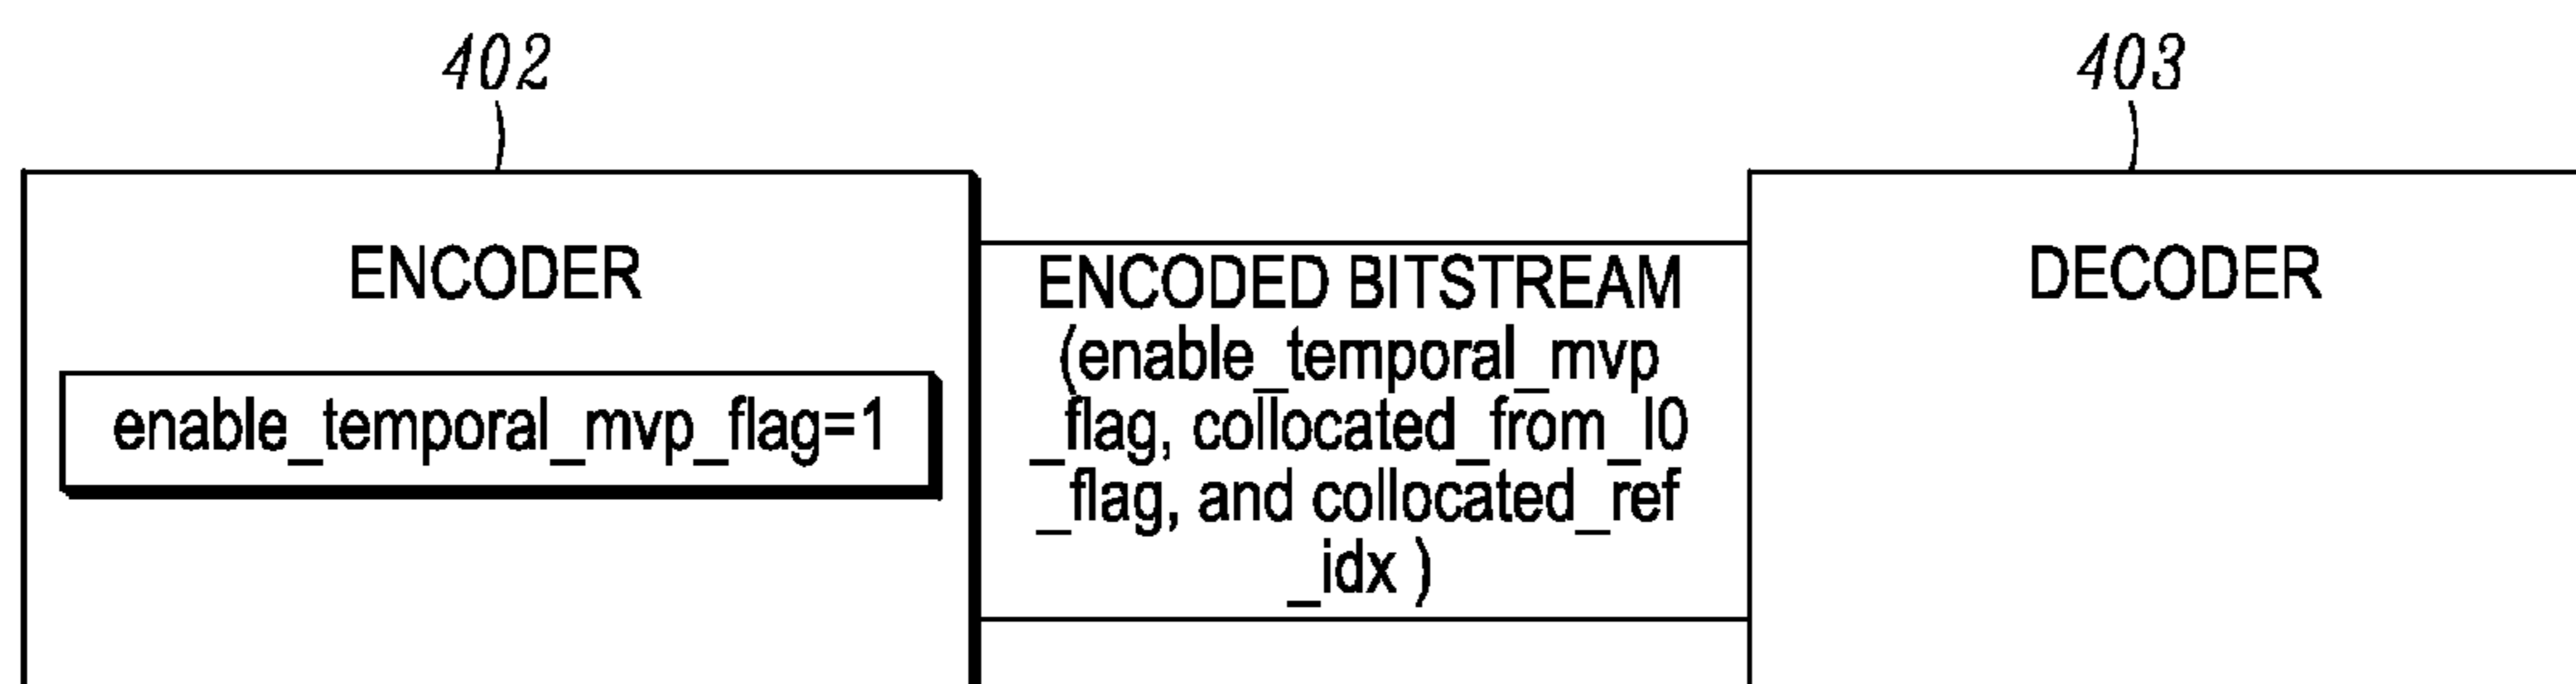 402
403
ENCODER
enable_temporal_mvp_flag=1
ENCODED BITSTREAM
(enable_temporal_mvp
_flag, collocated_from_l0
_flag, and collocated_ref
_idx )
DECODER